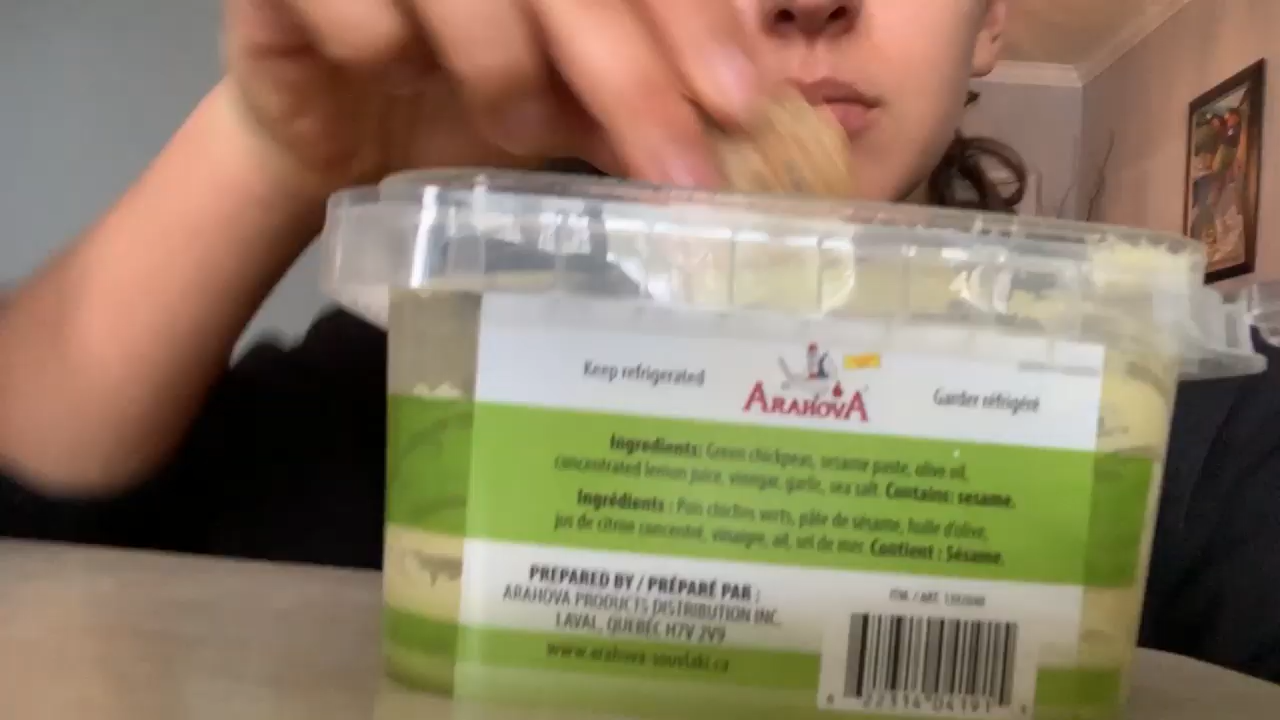 Keep refrigerated
ARAHOVA
Garder réfrigéré
Ingredients: Green chickpeas, sesame paste, olive oil,
concentrated lemon juice, vinegar, garlic, sea salt. Contains: sesame.
Ingrédients : Pois chiches verts, pâte de sésame, huile d'olive,
jus de citron concentré, vinaigre, ail, sel de mer. Contient : Sésame.
PREPARED BY / PRÉPARÉ PAR :
ARAHOVA PRODUCTS DISTRIBUTION INC.
LAVAL, QUÉBEC H7V 2V9
www.arahova-souvlaki.ca
ITM. / ART.